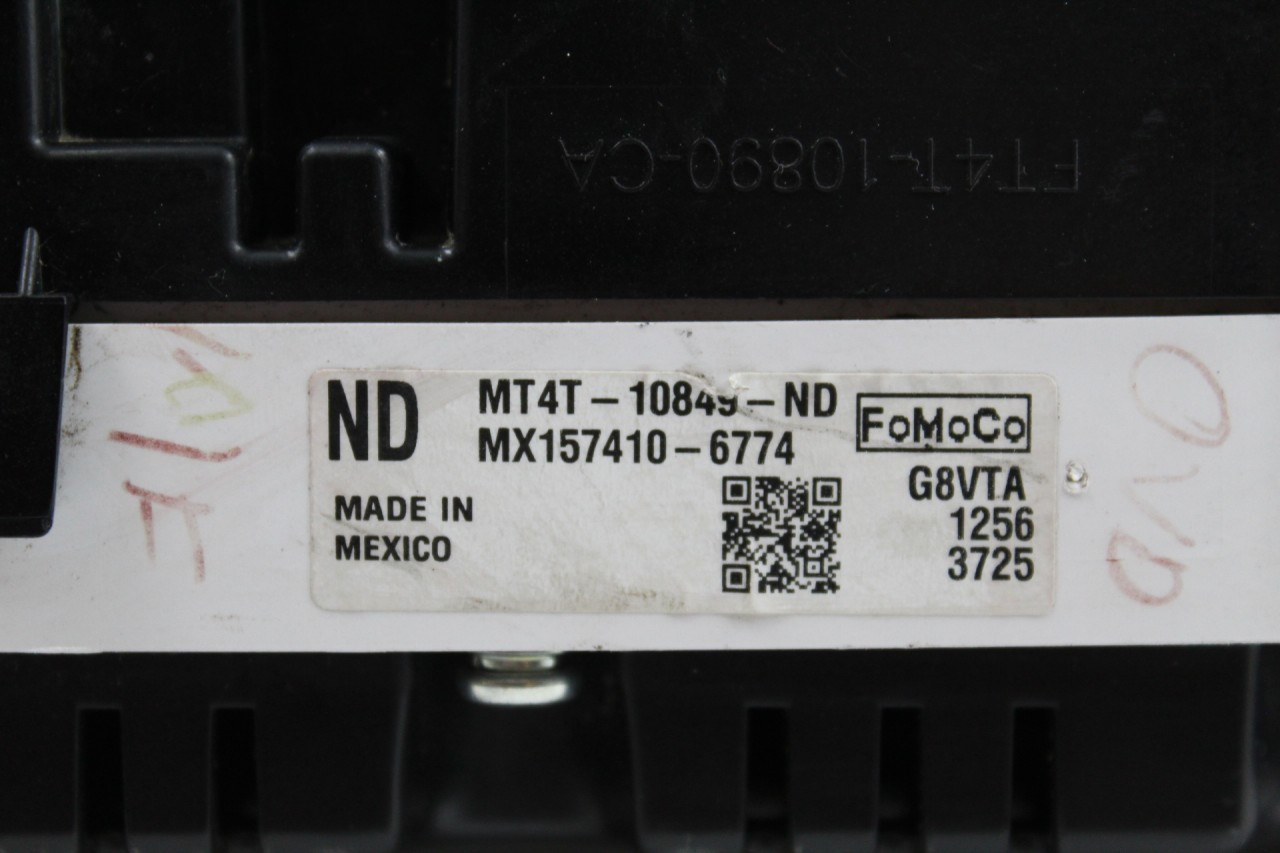 FT4T-10890-CA
ND
MT4T-10849-ND
MX157410-6774
FoMoCo
MADE IN
MEXICO
G8VTA
1256
3725